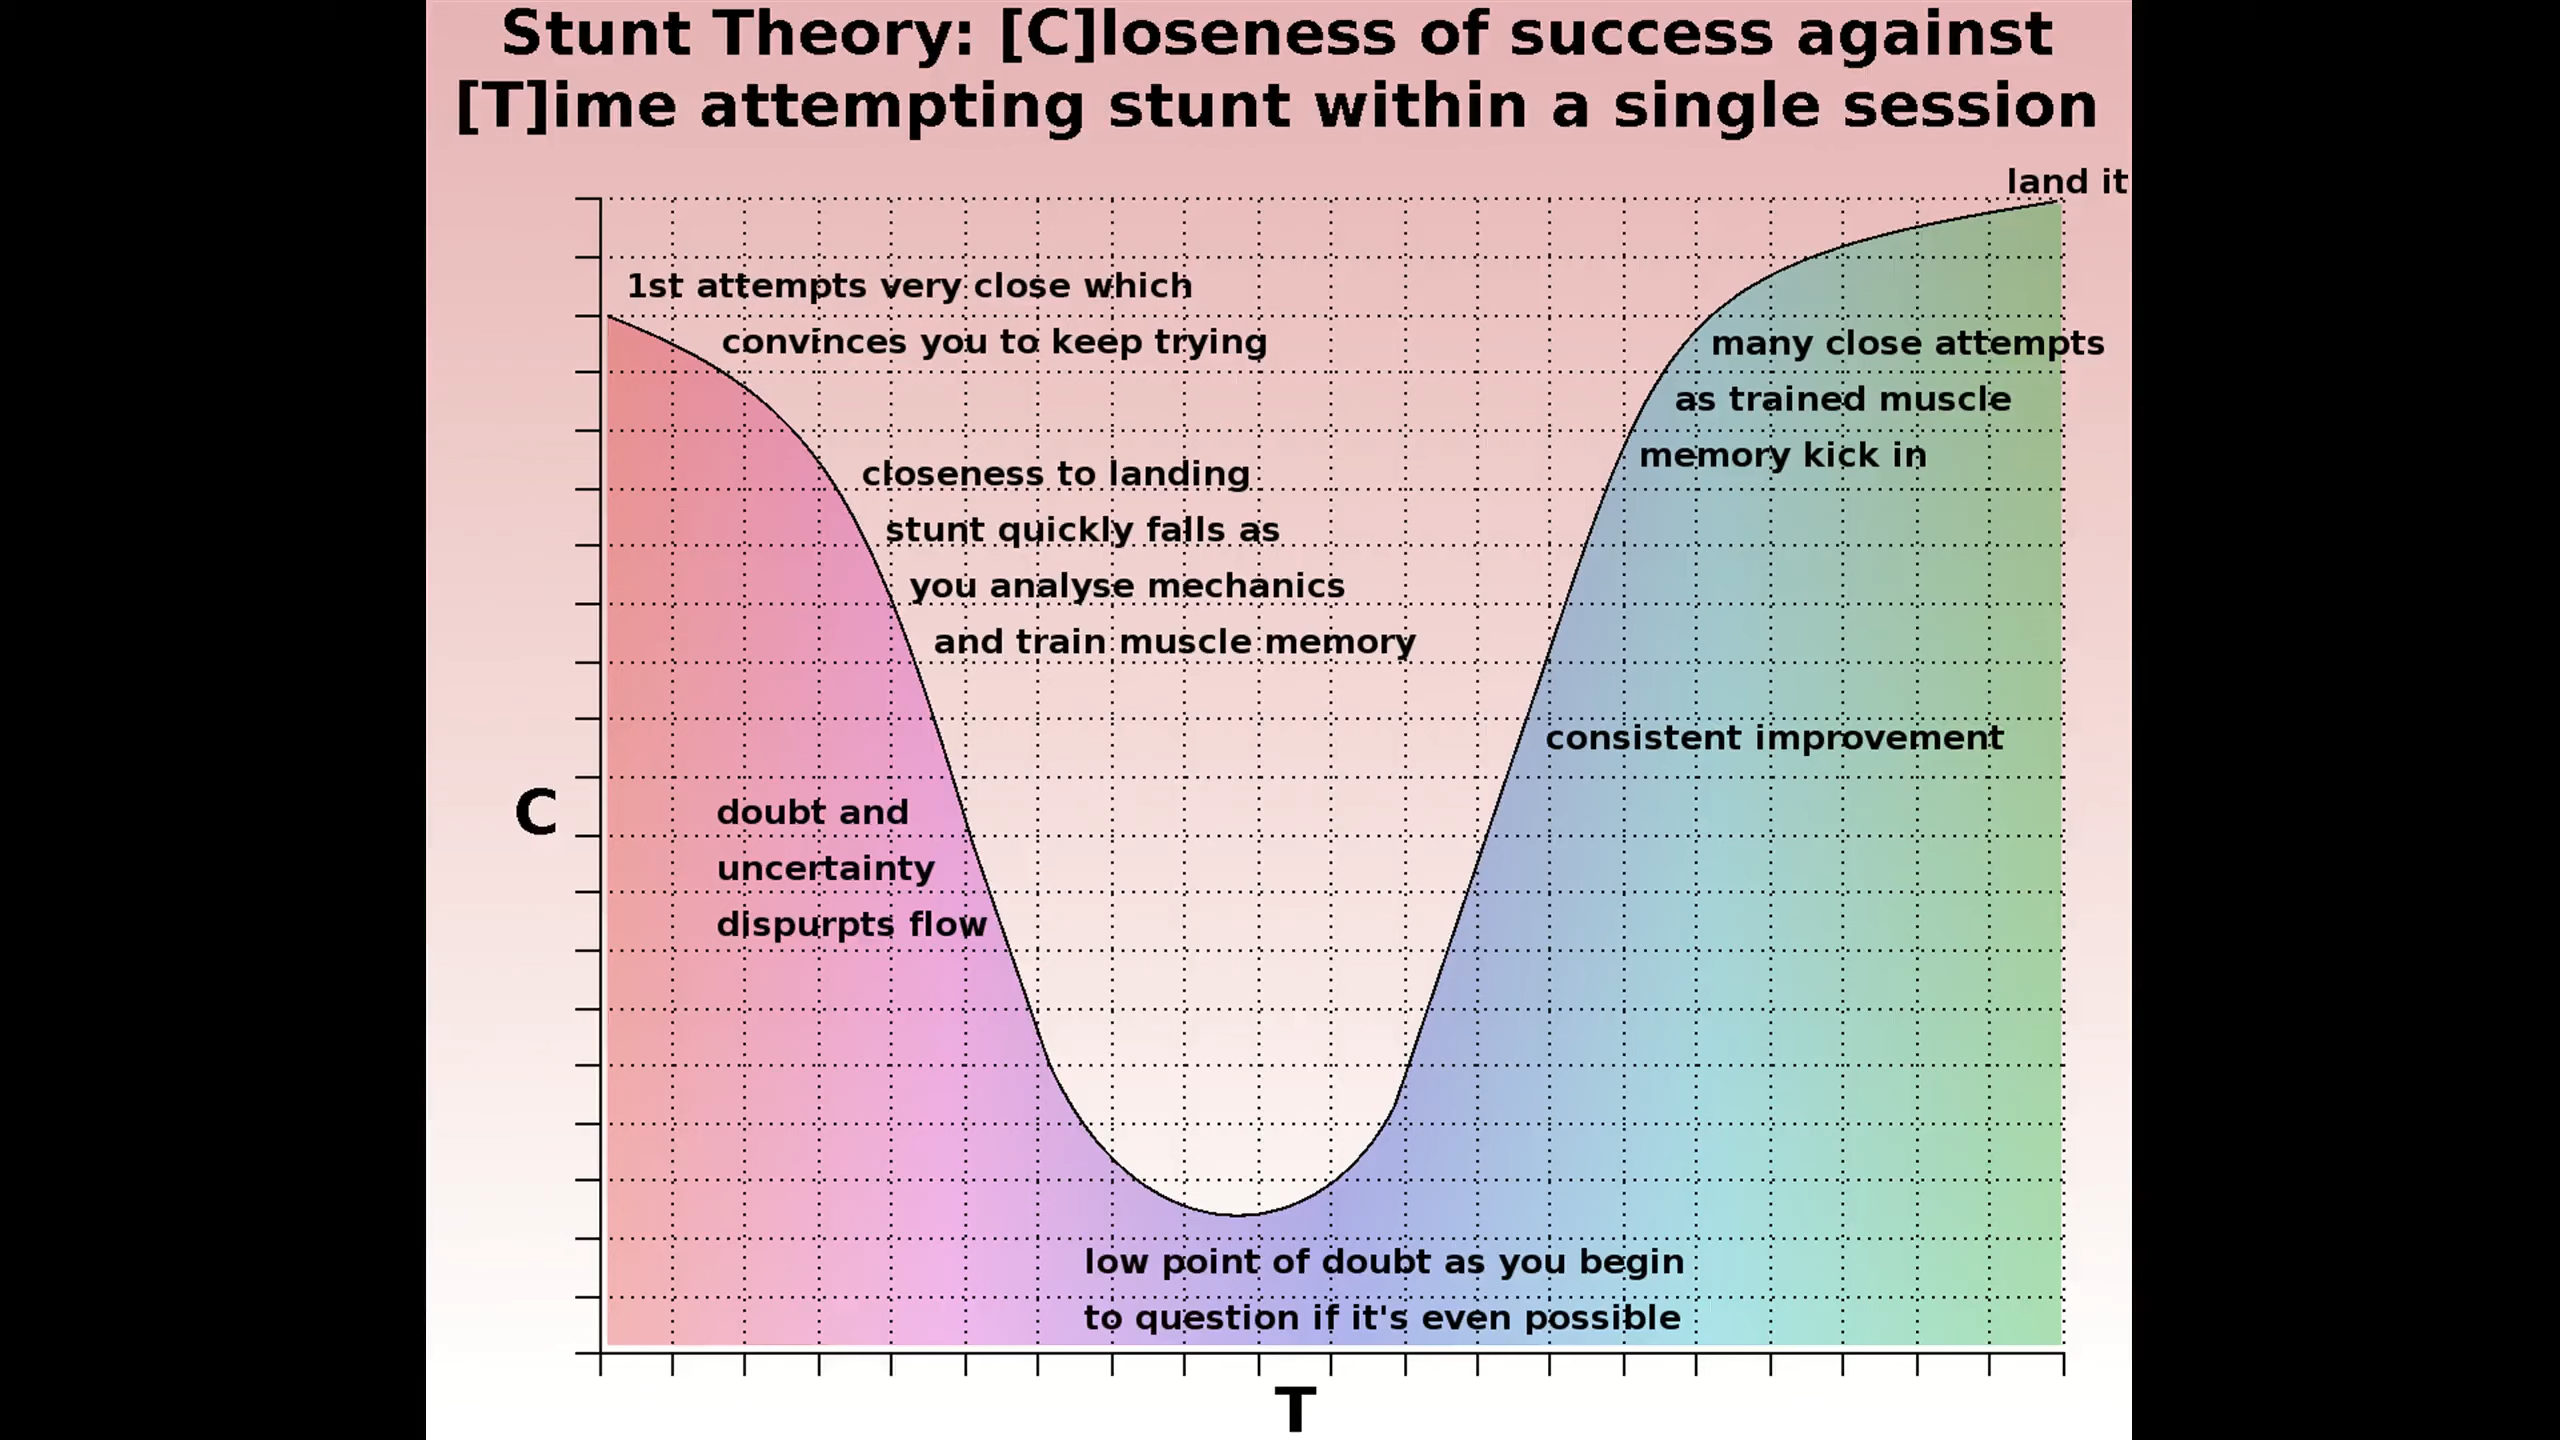 Stunt Theory: [C]loseness of success against
[T]ime attempting stunt within a single session
land it
1st attempts very close which
convinces you to keep trying
many close attempts
as trained muscle
memory kick in
closeness to landing
stunt quickly falls as
you analyse mechanics
and train muscle memory
consistent improvement
C
doubt and
uncertainty
dispurpts flow
low point of doubt as you begin
to question if it's even possible
T